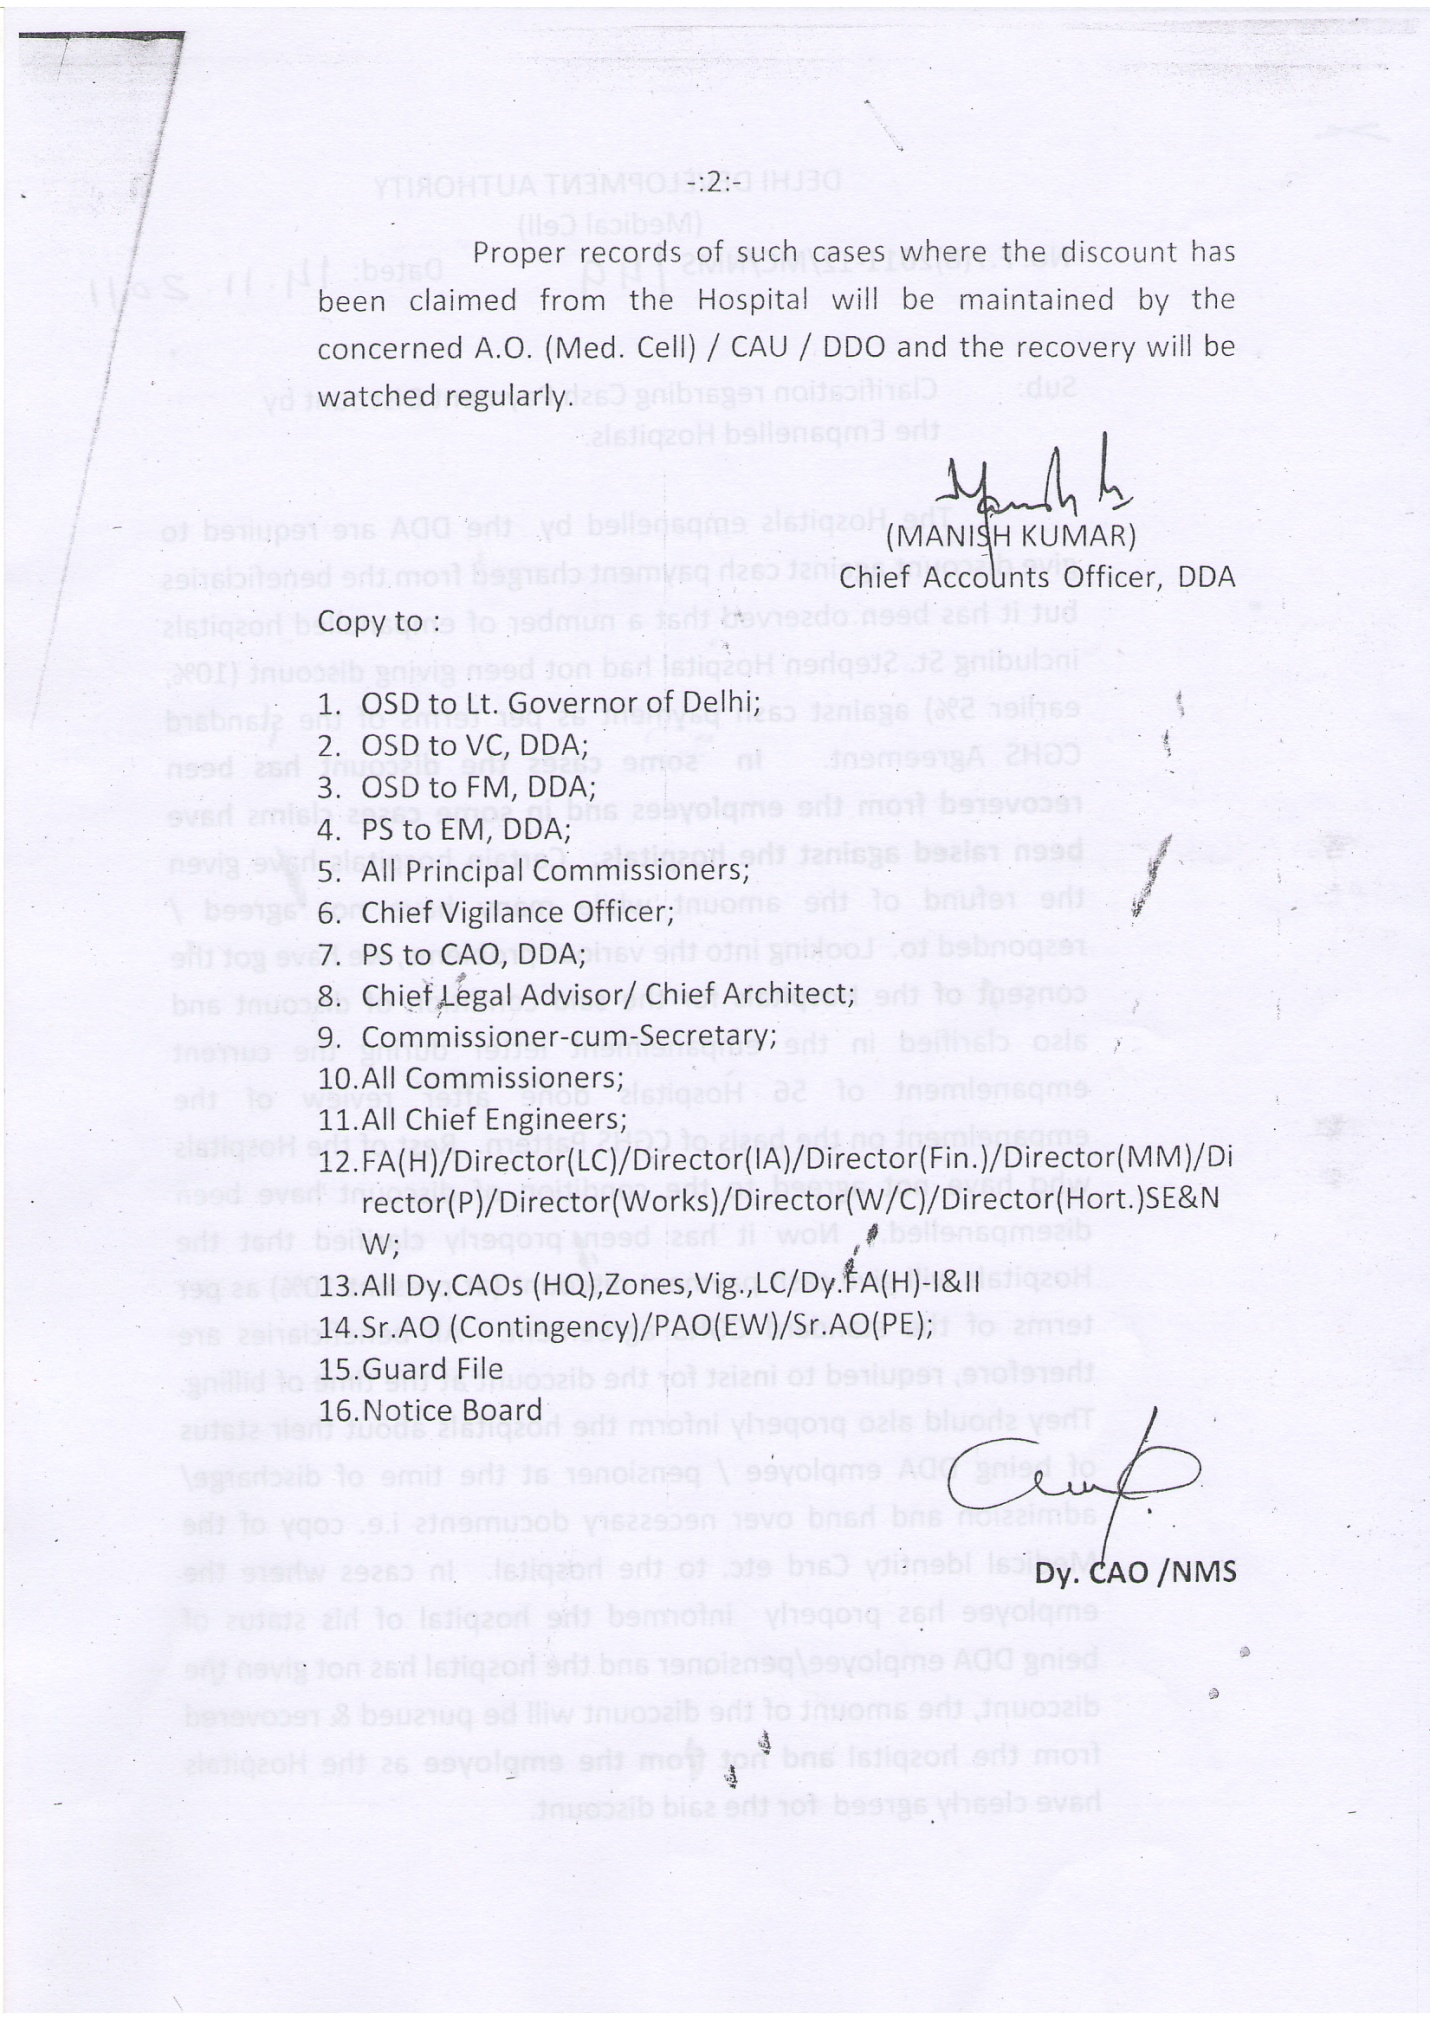 -:2:-
Proper records of such cases where the discount has
been claimed from the Hospital will be maintained by the
concerned A.O. (Med. Cell) / CAU / DDO and the recovery will be
watched regularly.
(MANISH KUMAR)
Chief Accounts Officer, DDA
Copy to :
1. OSD to Lt. Governor of Delhi;
2. OSD to VC, DDA;
3. OSD to FM, DDA;
4. PS to EM, DDA;
5. All Principal Commissioners;
6. Chief Vigilance Officer;
7. PS to CAO, DDA;
8. Chief Legal Advisor/ Chief Architect;
9. Commissioner-cum-Secretary;
10.All Commissioners;
11.All Chief Engineers;
12.FA(H)/Director(LC)/Director(IA)/Director(Fin.)/Director(MM)/Di
rector(P)/Director(Works)/Director(W/C)/Director(Hort.)SE&N
W;
13.All Dy. CAOs (HQ),Zones,Vig.,LC/Dy.FA(H)-I&II
14.Sr.AO (Contingency)/PAO(EW)/Sr.AO(PE);
15.Guard File
16.Notice Board
Dy. CAO /NMS